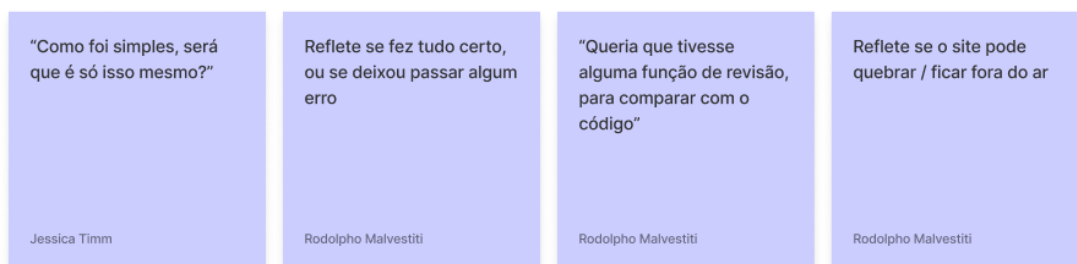 “Como foi simples, será
que é só isso mesmo?”
Jessica Timm
Reflete se fez tudo certo,
ou se deixou passar algum
erro
Rodolpho Malvestiti
“Queria que tivesse
alguma função de revisão,
para comparar com o
código”
Rodolpho Malvestiti
Reflete se o site pode
quebrar / ficar fora do ar
Rodolpho Malvestiti